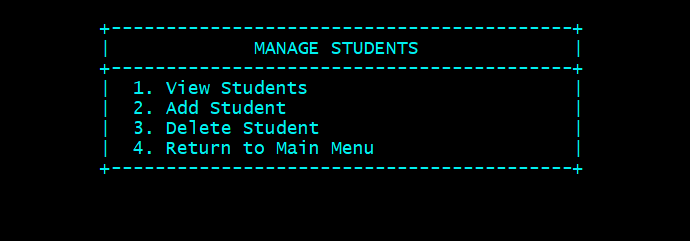 +------------------------------------------+
|             MANAGE STUDENTS              |
+------------------------------------------+
|  1. View Students                        |
|  2. Add Student                          |
|  3. Delete Student                       |
|  4. Return to Main Menu                  |
+------------------------------------------+